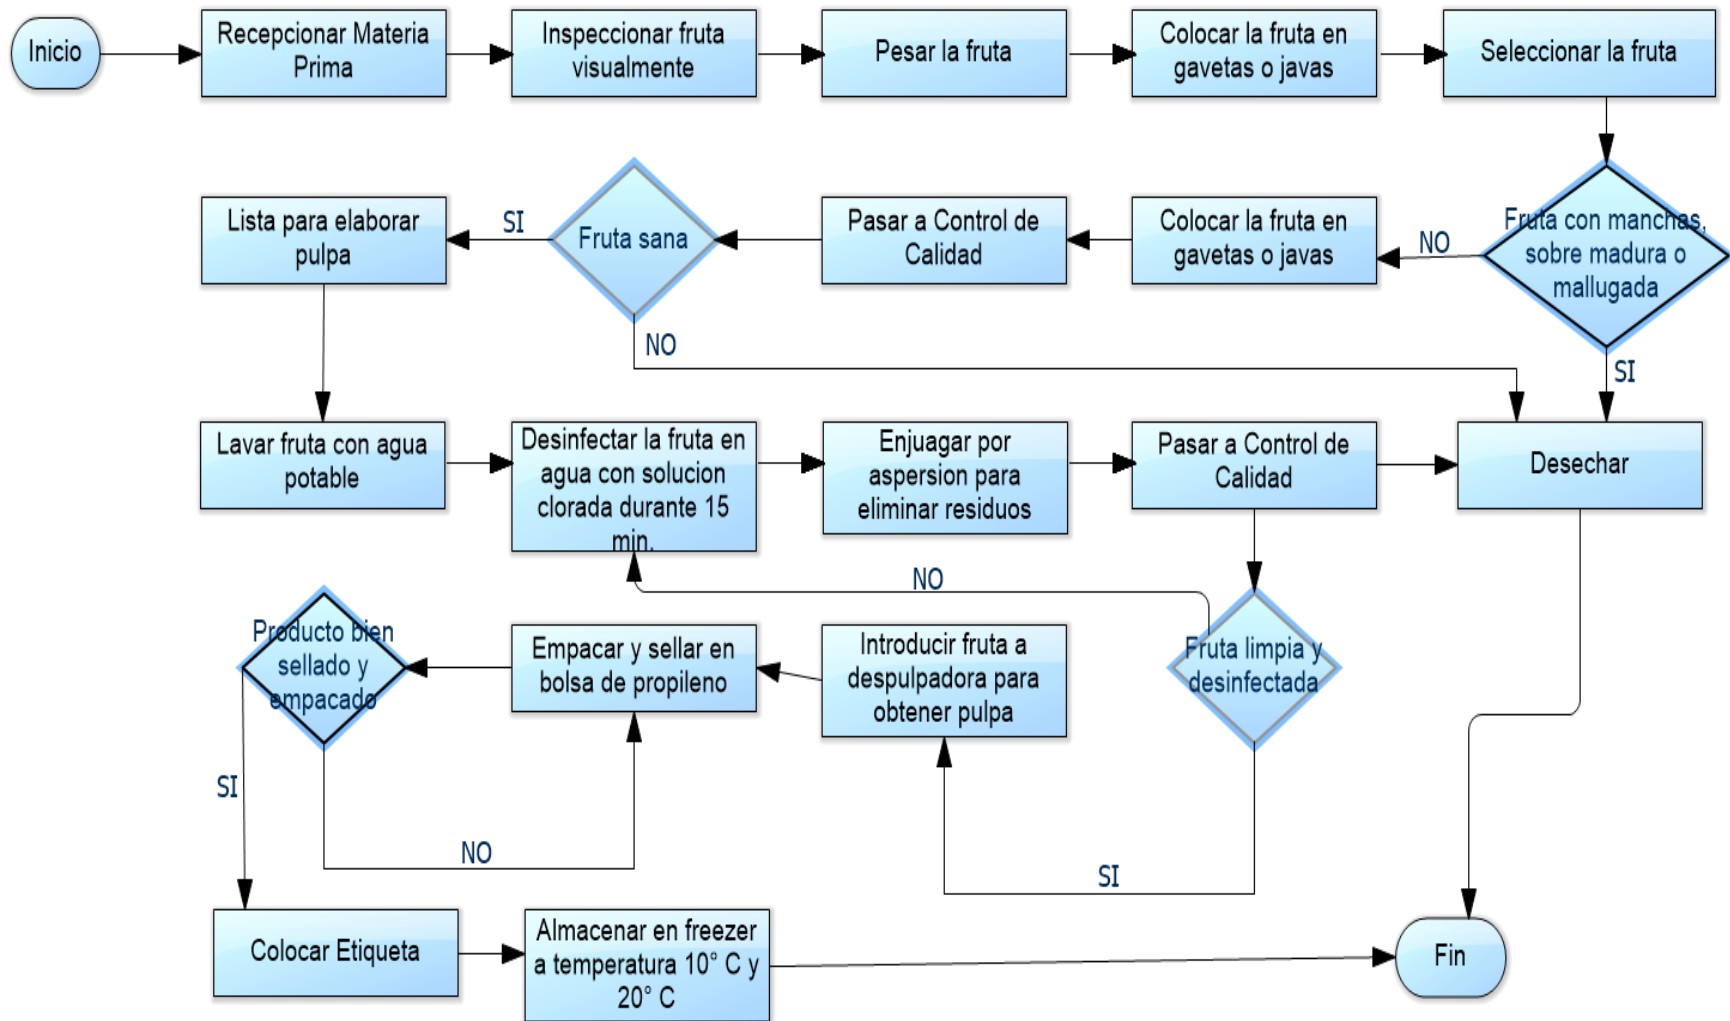 Inicio
Recepcionar Materia
Prima
Inspeccionar fruta
visualmente
Pesar la fruta
Colocar la fruta en
gavetas o javas
Seleccionar la fruta
Fruta con manchas,
sobre madura o
mallugada
NO
SI
Colocar la fruta en
gavetas o javas
Pasar a Control de
Calidad
Fruta sana
SI
NO
Lista para elaborar
pulpa
Lavar fruta con agua
potable
Desinfectar la fruta en
agua con solucion
clorada durante 15
min.
Enjuagar por
aspersion para
eliminar residuos
Pasar a Control de
Calidad
Desechar
NO
Fruta limpia y
desinfectada
SI
Introducir fruta a
despulpadora para
obtener pulpa
Empacar y sellar en
bolsa de propileno
Producto bien
sellado y
empacado
SI
NO
Colocar Etiqueta
Almacenar en freezer
a temperatura 10° C y
20° C
Fin